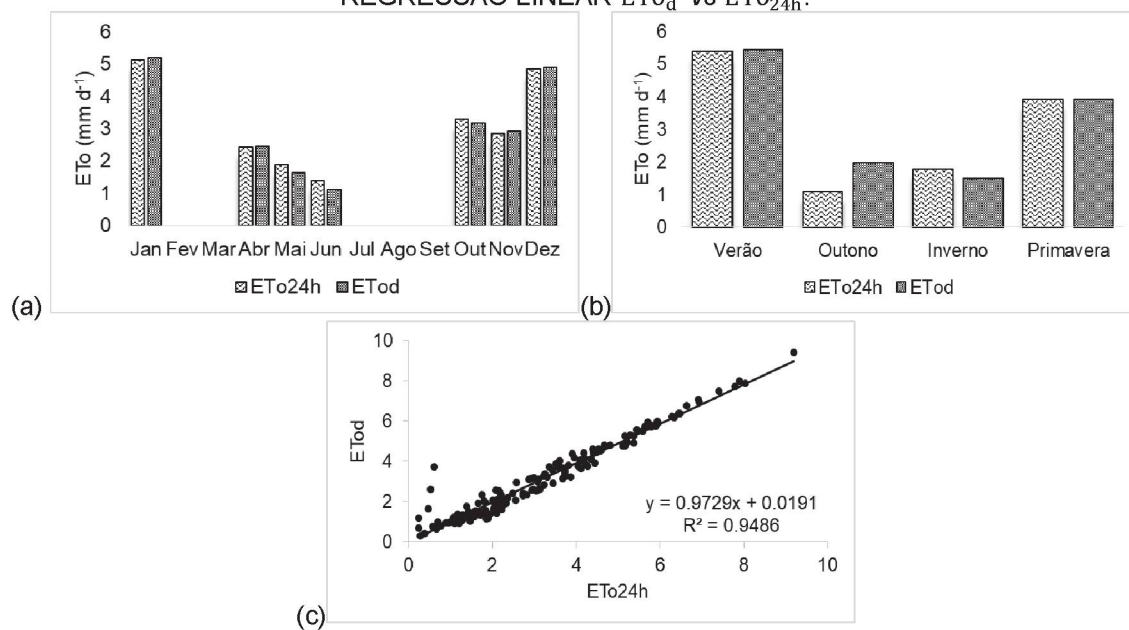 REGRESSÃO LINEAR ETo_d vs ETo_24h.
6
5
4
3
2
1
0
ETo (mm d⁻¹)
Jan Fev Mar Abr Mai Jun Jul Ago Set Out Nov Dez
ETo24h ETod
(a)
6
5
4
3
2
1
0
ETo (mm d⁻¹)
Verão Outono Inverno Primavera
ETo24h ETod
(b)
10
8
6
4
2
0
ETod
y = 0.9729x + 0.0191
R² = 0.9486
0 2 4 6 8 10
ETo24h
(c)